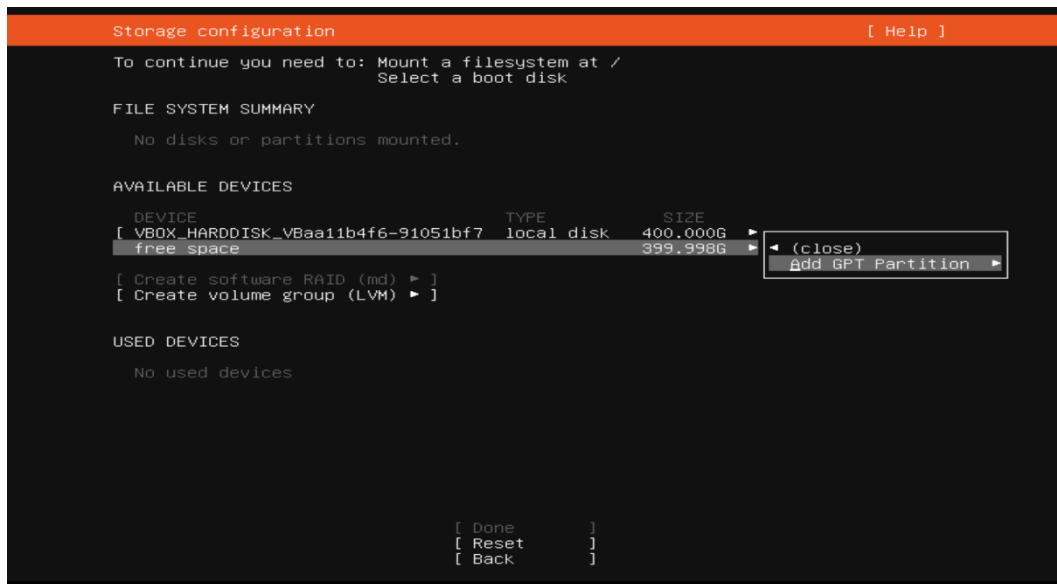 Storage configuration [ Help ]
To continue you need to: Mount a filesystem at /
Select a boot disk
FILE SYSTEM SUMMARY
No disks or partitions mounted.
AVAILABLE DEVICES
DEVICE TYPE SIZE
[ VBOX_HARDDISK_VBaa11b4f6-91051bf7 local disk 400.000G ►
free space 399.998G ► ◄ (close)
Add GPT Partition ►
[ Create software RAID (md) ► ]
[ Create volume group (LVM) ► ]
USED DEVICES
No used devices
[ Done ]
[ Reset ]
[ Back ]